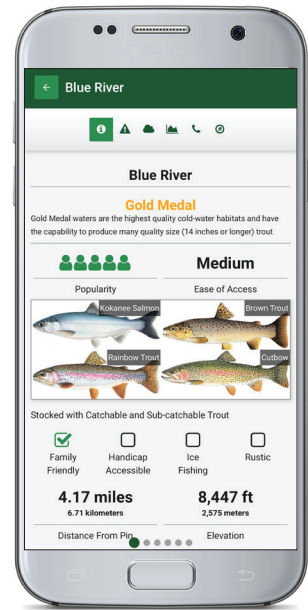 Blue River
Blue River
Gold Medal
Gold Medal waters are the highest quality cold-water habitats and have
the capability to produce many quality size (14 inches or longer) trout
Medium
Popularity
Ease of Access
Kokanee Salmon
Brown Trout
Rainbow Trout
Cutbow
Stocked with Catchable and Sub-catchable Trout
Family
Friendly
Handicap
Accessible
Ice
Fishing
Rustic
4.17 miles
6.71 kilometers
8,447 ft
2,575 meters
Distance From Pin
Elevation